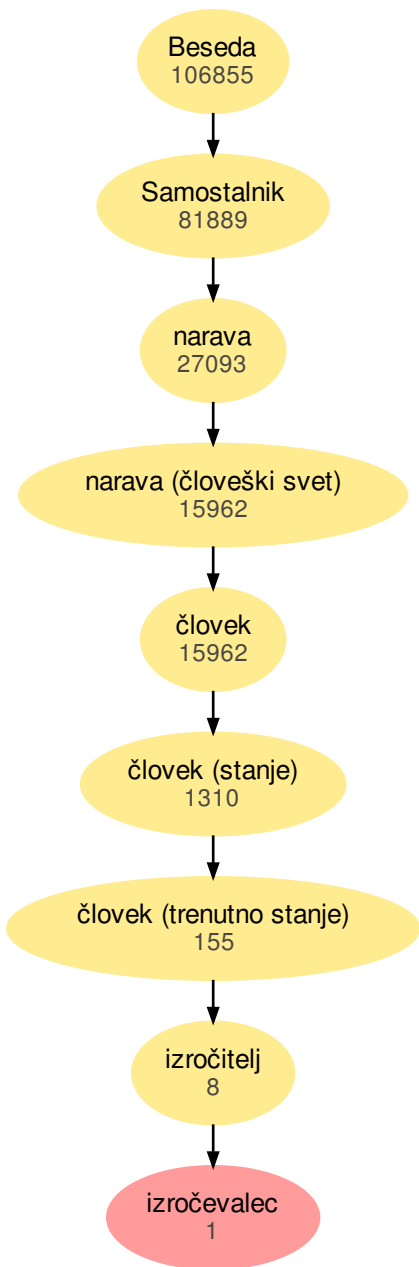 Beseda
106855
Samostalnik
81889
narava
27093
narava (človeški svet)
15962
človek
15962
človek (stanje)
1310
človek (trenutno stanje)
155
izročitelj
8
izročevalec
1